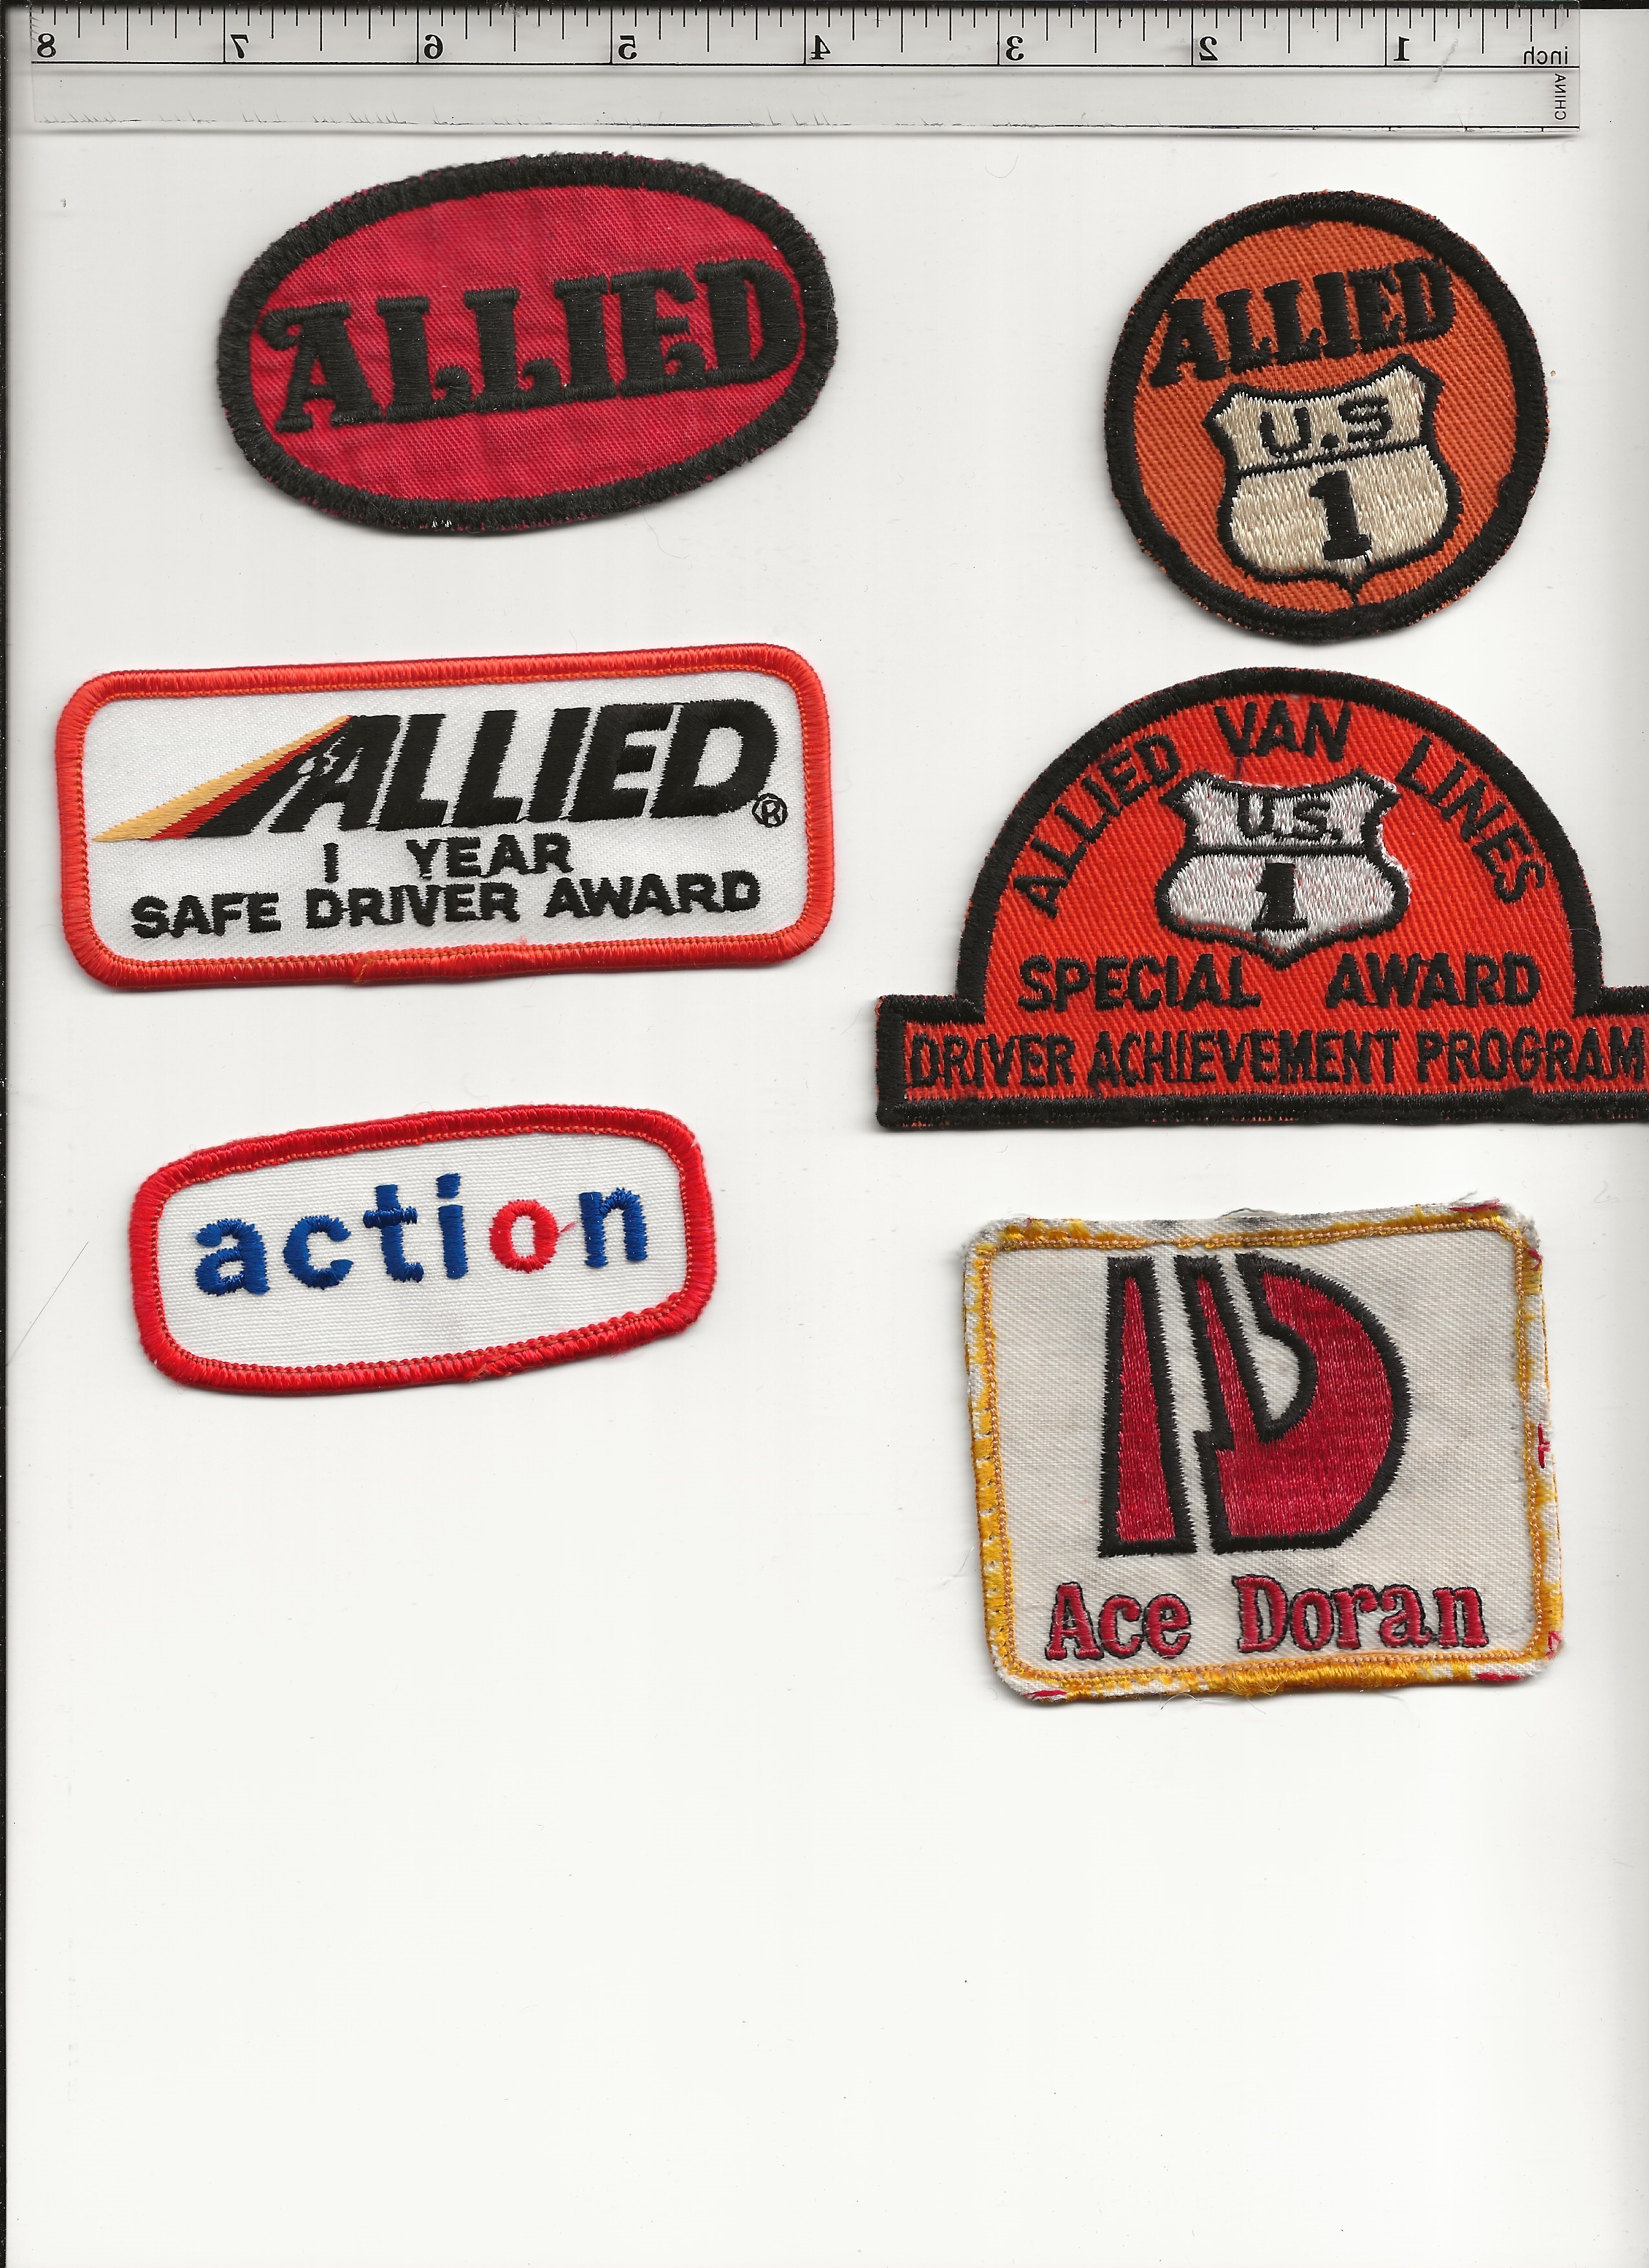 8 7 6 5 4 3 2 1 inch
CHINA
ALLIED
ALLIED
U.S
1
ALLIED®
1 YEAR
SAFE DRIVER AWARD
ALLIED VAN LINES
U.S.
1
SPECIAL AWARD
DRIVER ACHIEVEMENT PROGRAM
action
D
Ace Doran